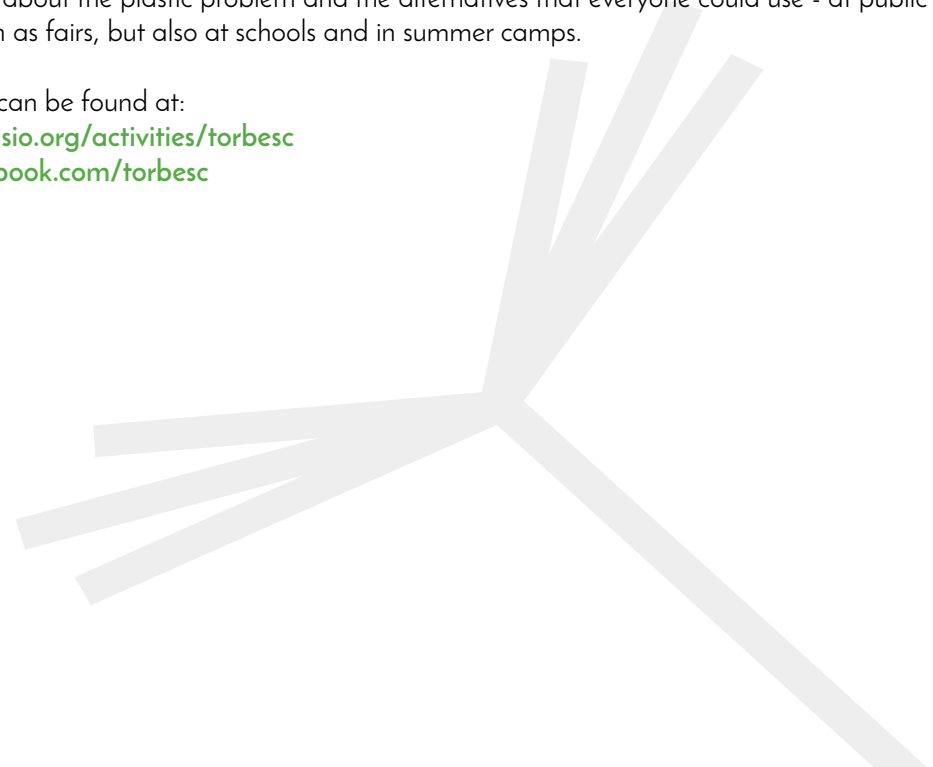 about the plastic problem and the alternatives that everyone could use - at public
as fairs, but also at schools and in summer camps.
can be found at:
sio.org/activities/torbesc
book.com/torbesc